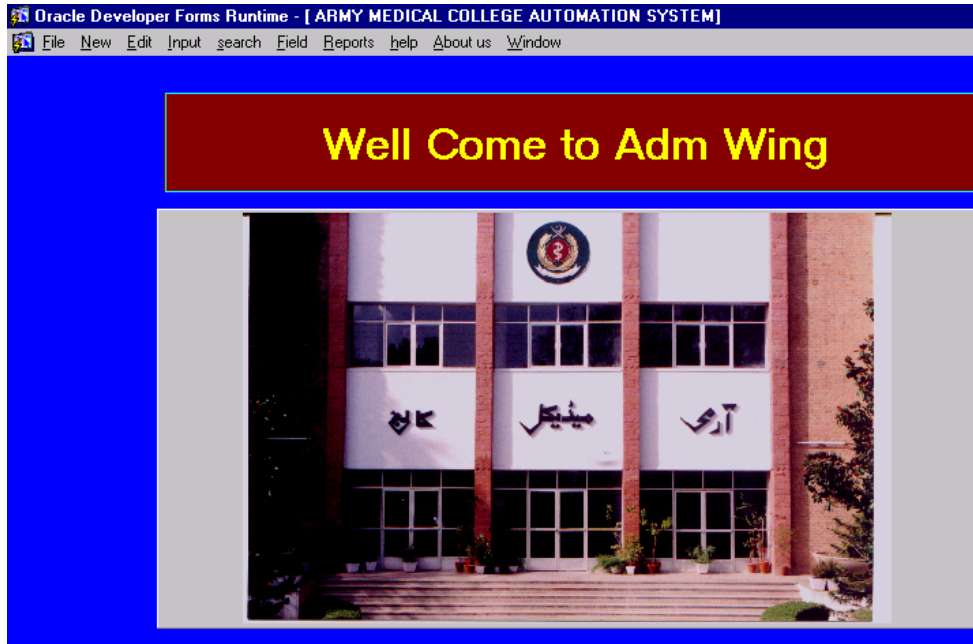 Oracle Developer Forms Runtime - [ ARMY MEDICAL COLLEGE AUTOMATION SYSTEM]
File New Edit Input search Field Reports help About us Window
Well Come to Adm Wing
آرمی میڈیکل کالج